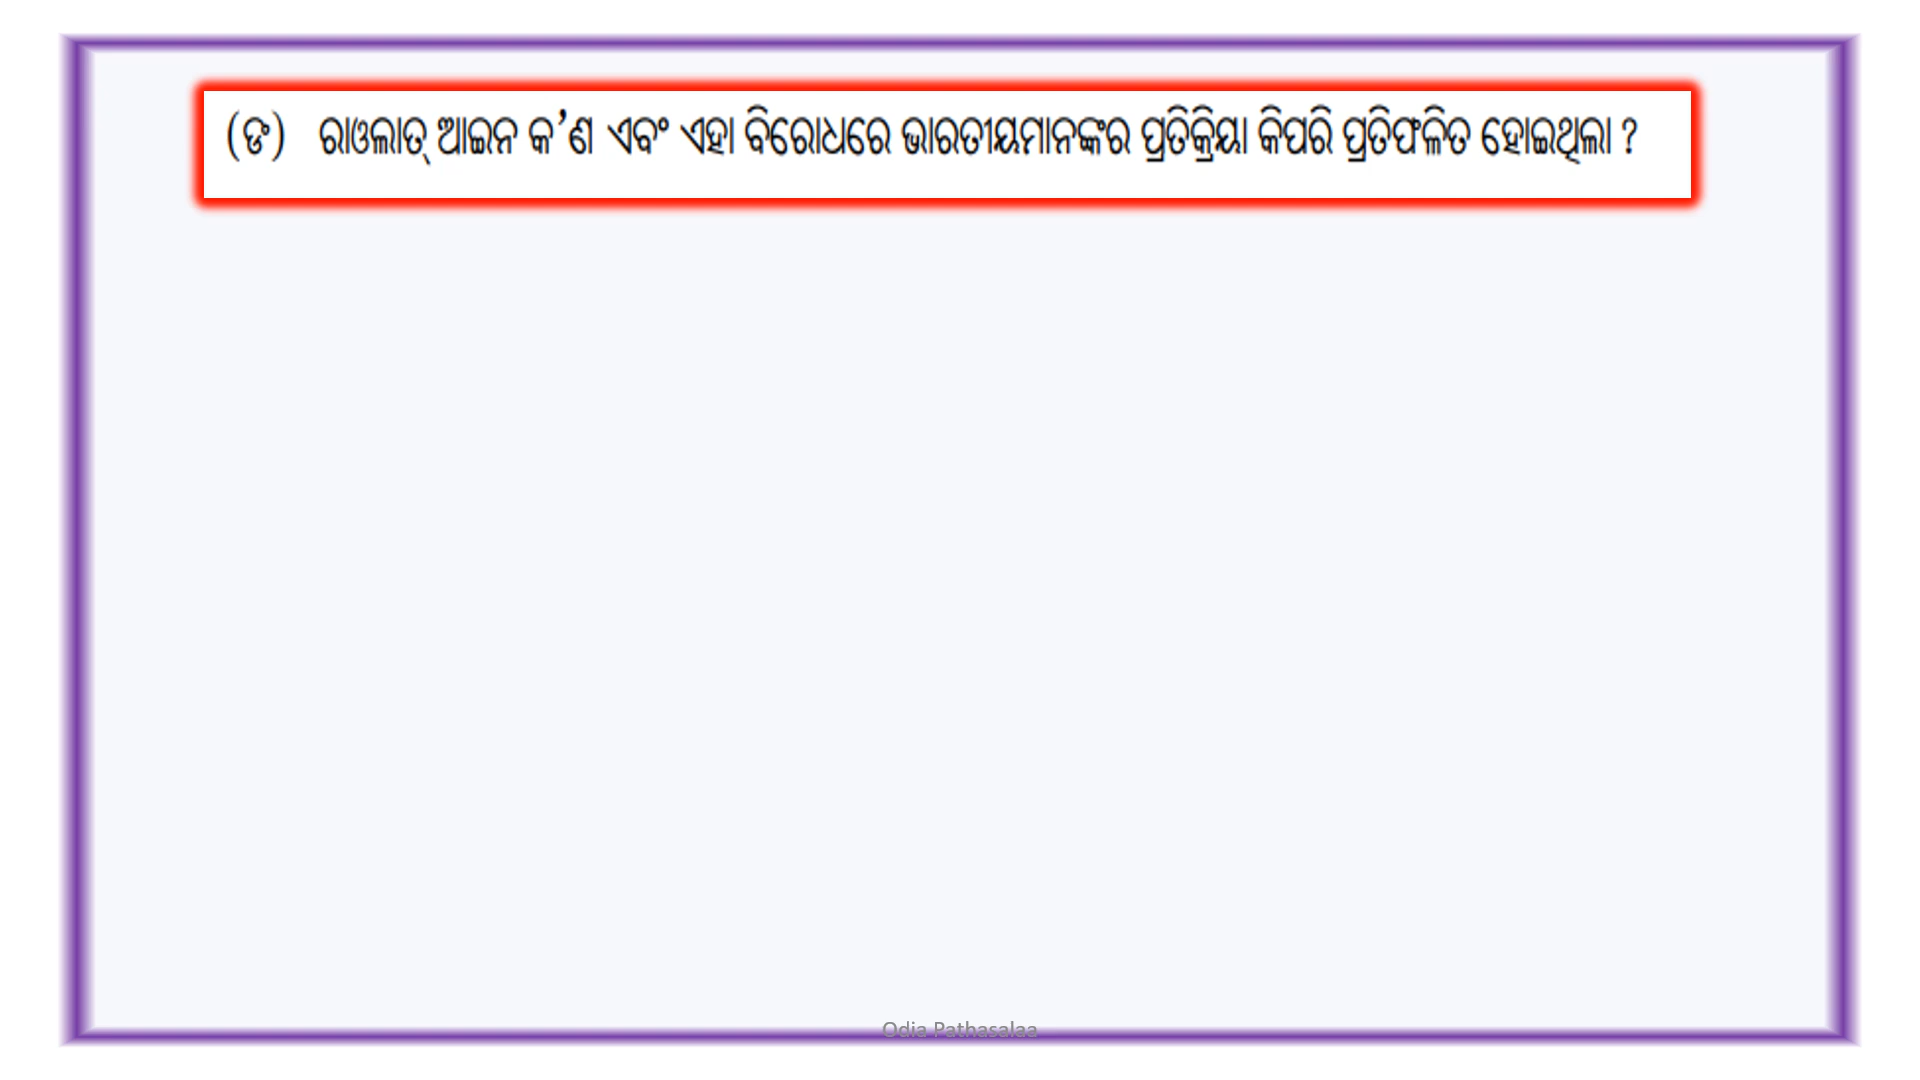 (ଙ) ରାଓଲାତ୍ ଆଇନ କ’ଣ ଏବଂ ଏହା ବିରୋଧରେ ଭାରତୀୟମାନଙ୍କର ପ୍ରତିକ୍ରିୟା କିପରି ପ୍ରତିଫଳିତ ହୋଇଥିଲା ?
Odia Pathasalaa